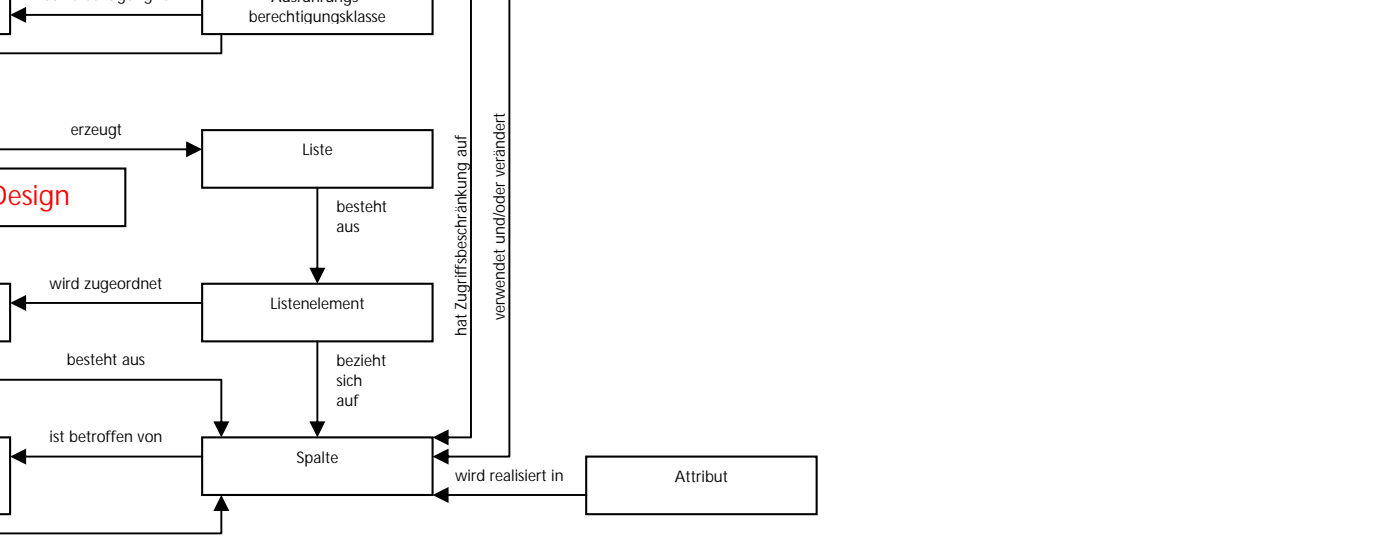 berechtigungsklasse
erzeugt
Liste
Design
besteht
aus
hat Zugriffsbeschränkung auf
verwendet und/oder verändert
wird zugeordnet
Listenelement
besteht aus
bezieht
sich
auf
ist betroffen von
Spalte
wird realisiert in
Attribut